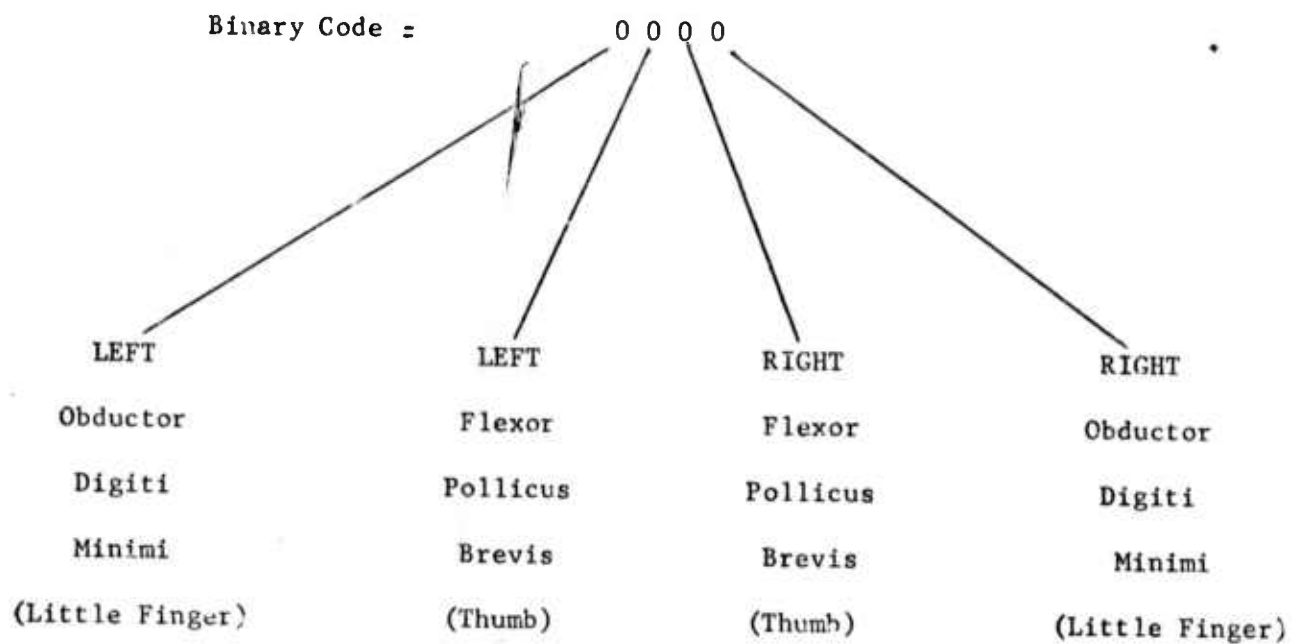 Binary Code = 0 0 0 0
LEFT LEFT RIGHT RIGHT
Obductor Flexor Flexor Obductor
Digiti Pollicus Pollicus Digiti
Minimi Brevis Brevis Minimi
(Little Finger) (Thumb) (Thumb) (Little Finger)